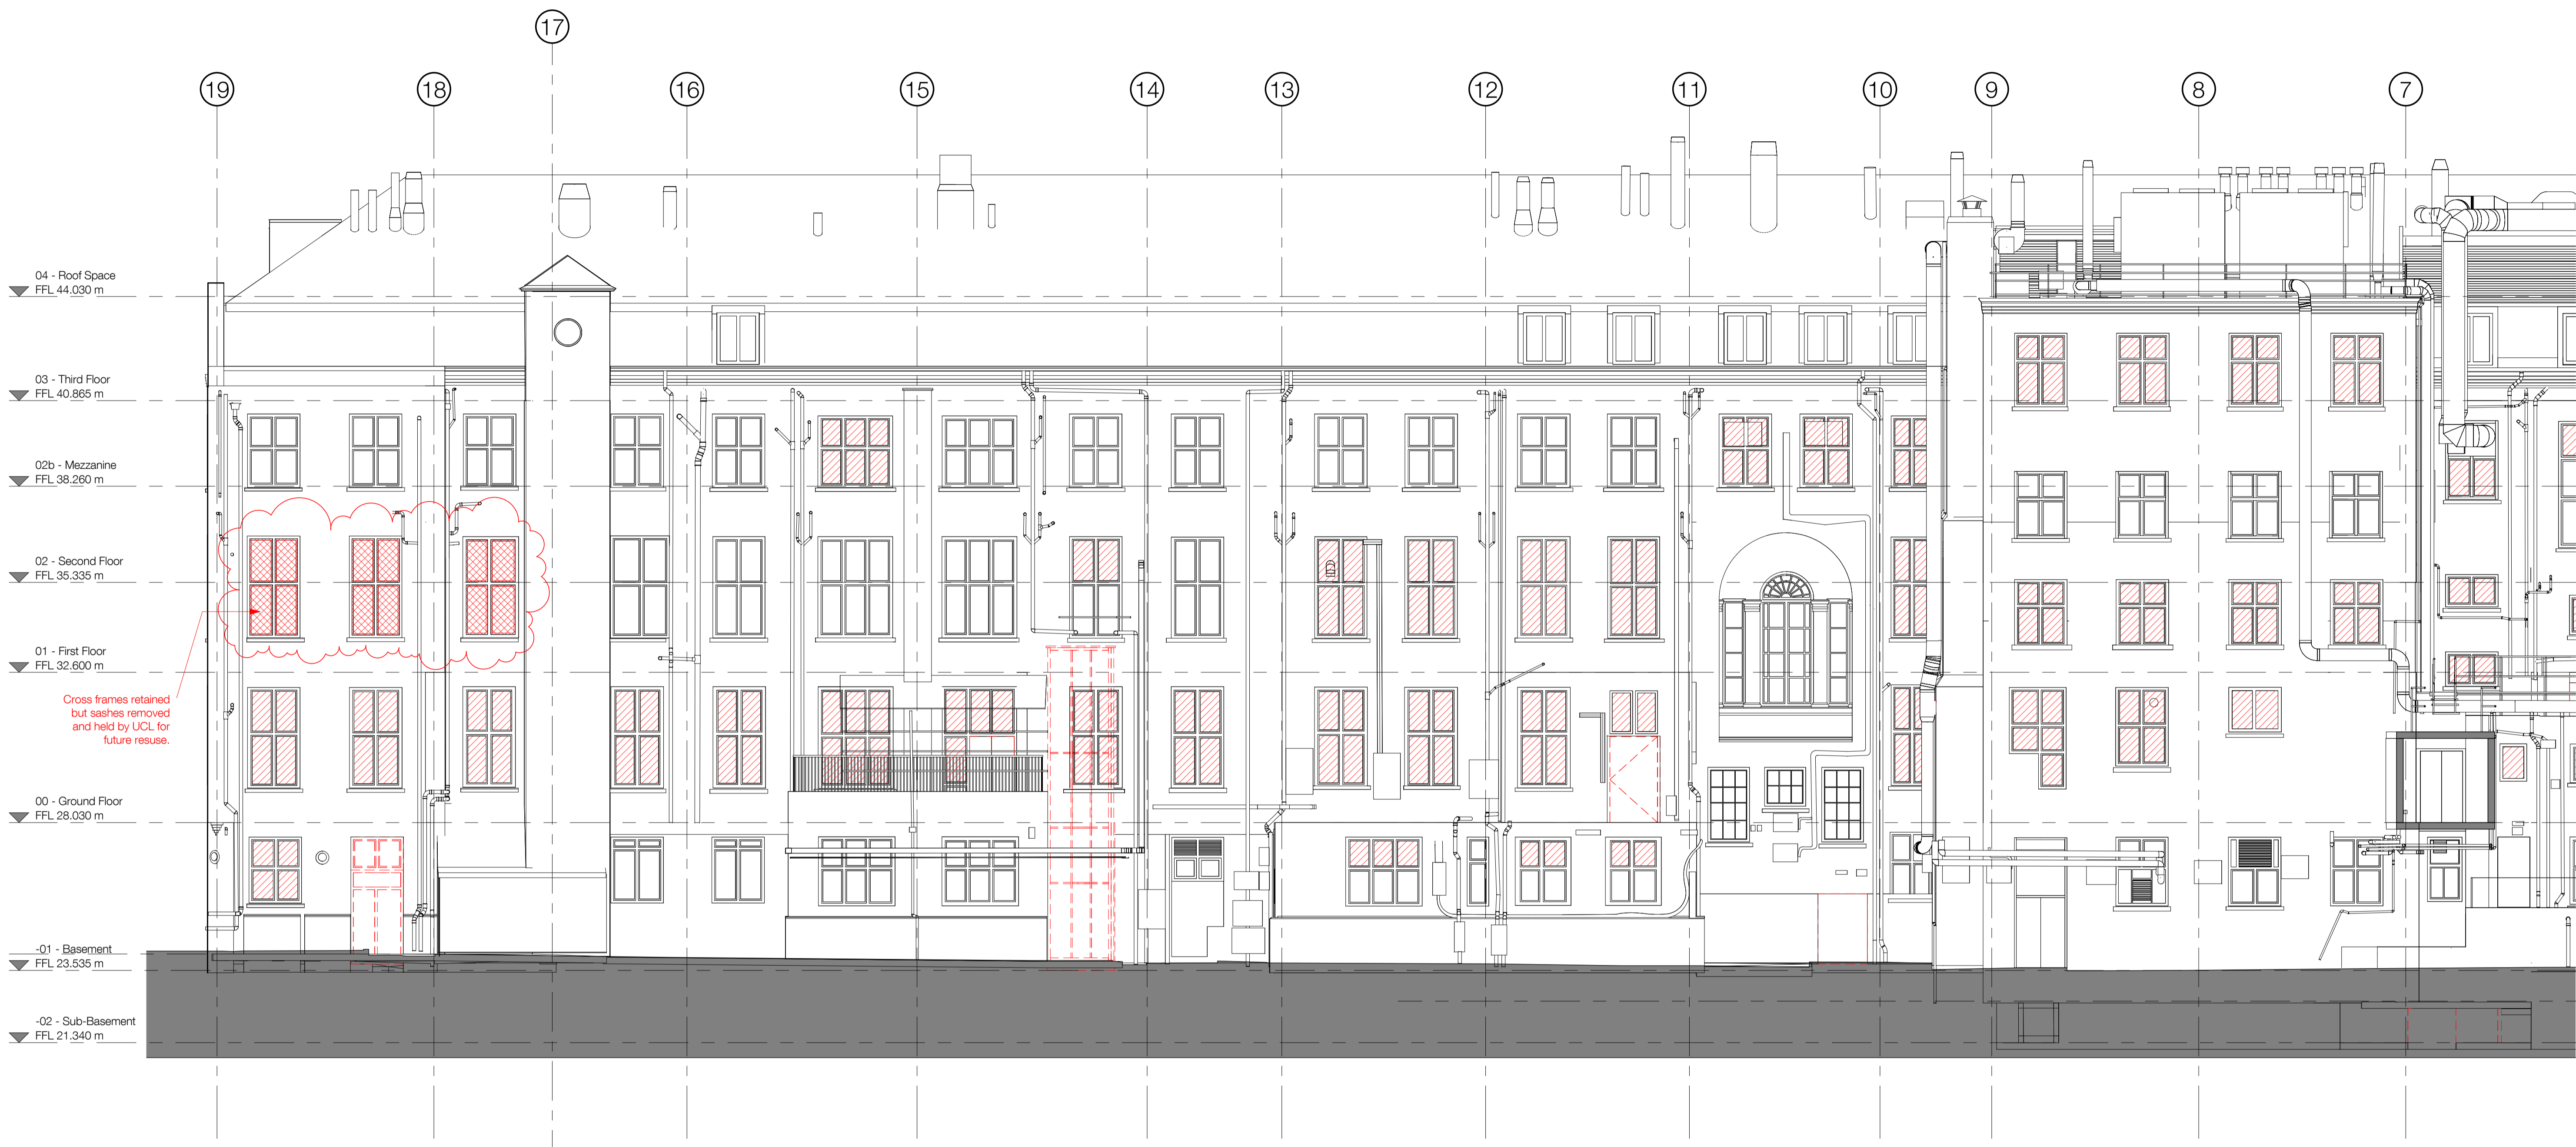 17
19
18
16
15
14
13
12
11
10
9
8
7
04 - Roof Space
FFL 44.030 m
03 - Third Floor
FFL 40.865 m
02b - Mezzanine
FFL 38.260 m
02 - Second Floor
FFL 35.335 m
01 - First Floor
FFL 32.600 m
Cross frames retained
but sashes removed
and held by UCL for
future resuse.
00 - Ground Floor
FFL 28.030 m
-01 - Basement
FFL 23.535 m
-02 - Sub-Basement
FFL 21.340 m